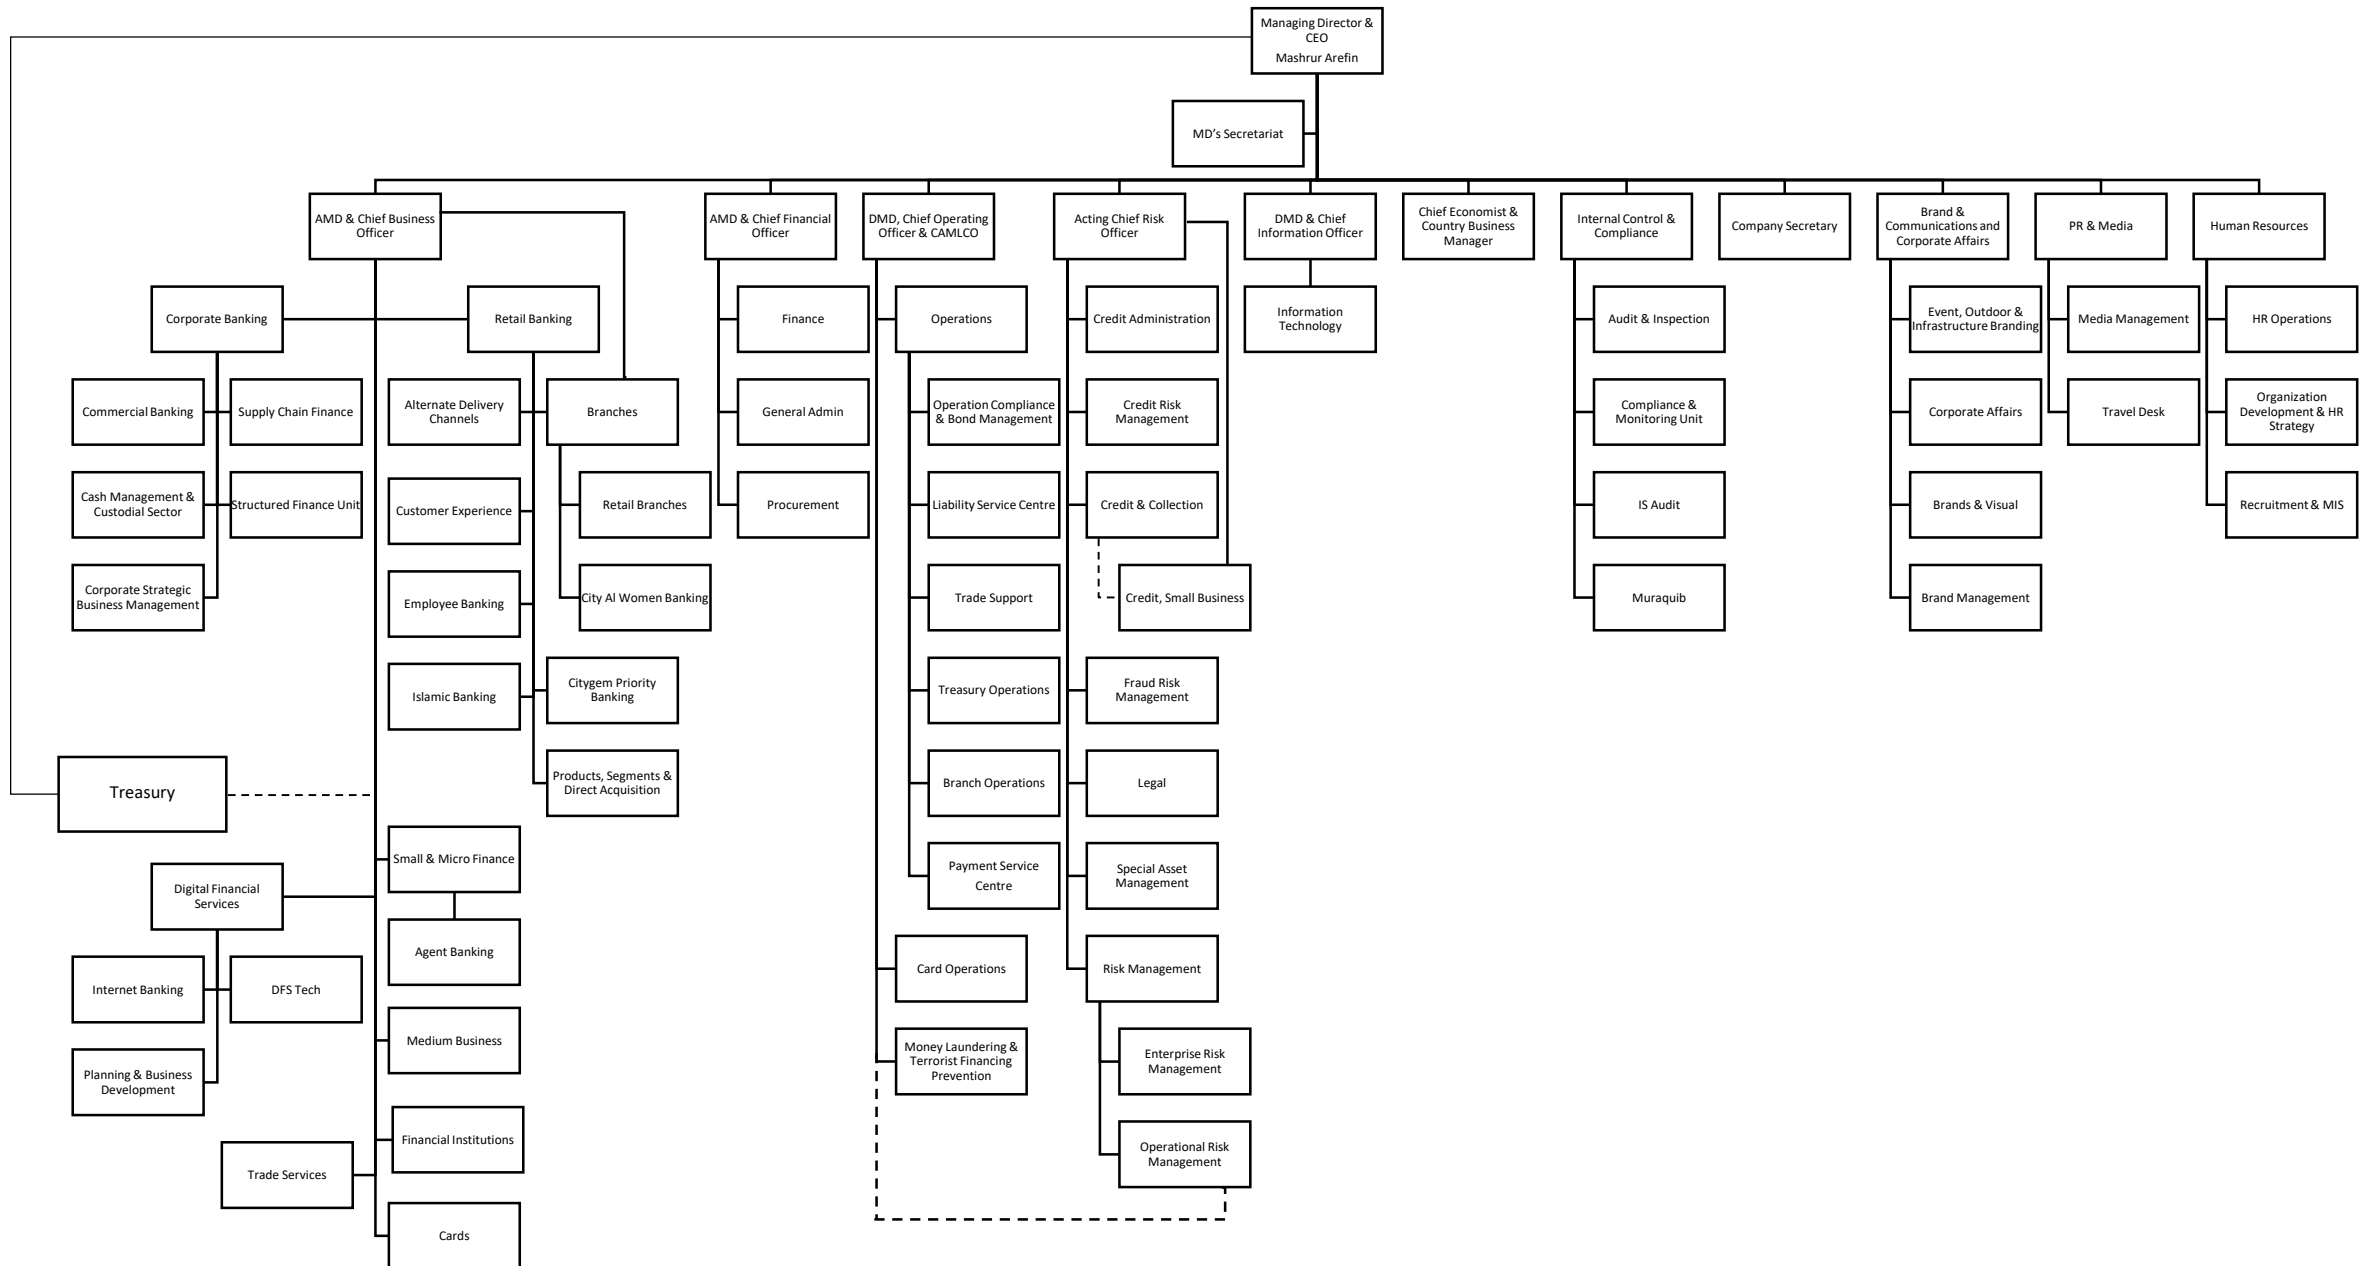 Managing Director &
CEO
Mashrur Arefin
MD's Secretariat
AMD & Chief Business
Officer
AMD & Chief Financial
Officer
DMD, Chief Operating
Officer & CAMLCO
Acting Chief Risk
Officer
DMD & Chief
Information Officer
Chief Economist &
Country Business
Manager
Internal Control &
Compliance
Company Secretary
Brand &
Communications and
Corporate Affairs
PR & Media
Human Resources
Corporate Banking
Retail Banking
Finance
Operations
Credit Administration
Information
Technology
Audit & Inspection
Event, Outdoor &
Infrastructure Branding
Media Management
HR Operations
Commercial Banking
Supply Chain Finance
Alternate Delivery
Channels
Branches
General Admin
Operation Compliance
& Bond Management
Credit Risk
Management
Compliance &
Monitoring Unit
Corporate Affairs
Travel Desk
Organization
Development & HR
Strategy
Cash Management &
Custodial Sector
Structured Finance Unit
Customer Experience
Retail Branches
Procurement
Liability Service Centre
Credit & Collection
IS Audit
Brands & Visual
Recruitment & MIS
Corporate Strategic
Business Management
Employee Banking
City Al Women Banking
Trade Support
Credit, Small Business
Muraquib
Brand Management
Islamic Banking
Citygem Priority
Banking
Treasury Operations
Fraud Risk
Management
Treasury
Products, Segments &
Direct Acquisition
Branch Operations
Legal
Small & Micro Finance
Payment Service
Centre
Special Asset
Management
Digital Financial
Services
Agent Banking
Card Operations
Risk Management
Internet Banking
DFS Tech
Medium Business
Money Laundering &
Terrorist Financing
Prevention
Enterprise Risk
Management
Planning & Business
Development
Financial Institutions
Operational Risk
Management
Trade Services
Cards